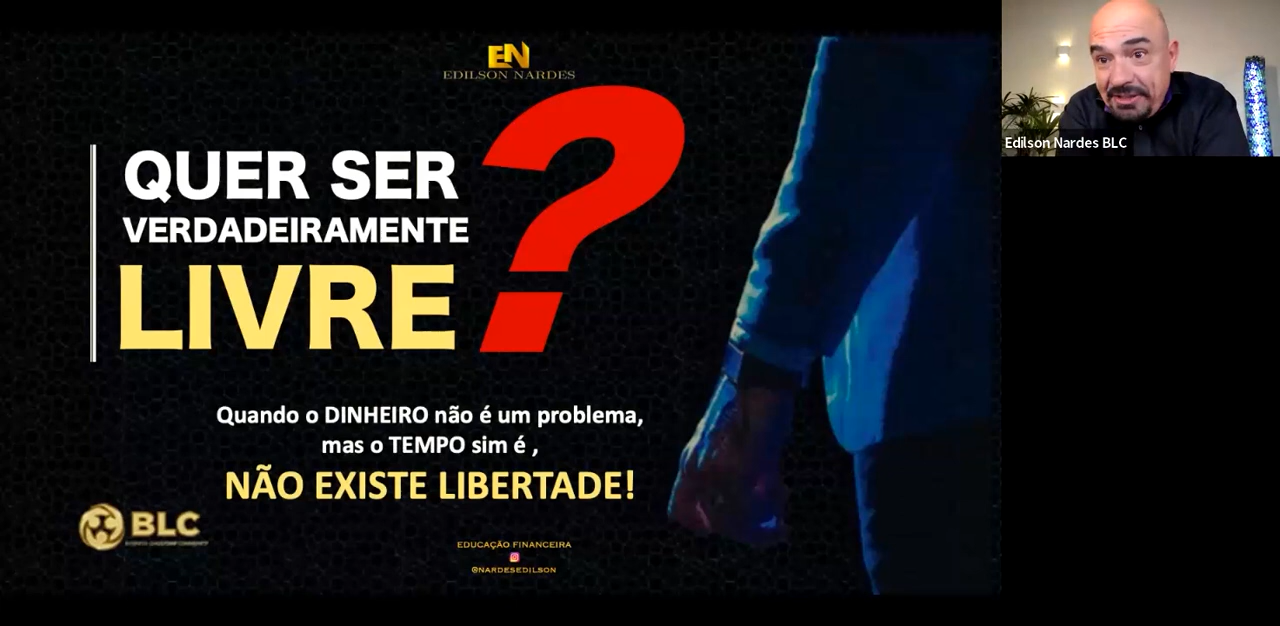 EN
EDILSON NARDES
QUER SER
VERDADEIRAMENTE
LIVRE
?
Quando o DINHEIRO não é um problema,
mas o TEMPO sim é ,
NÃO EXISTE LIBERTADE!
BLC
EDUCAÇÃO FINANCEIRA
@NARDESEDILSON
Edilson Nardes BLC